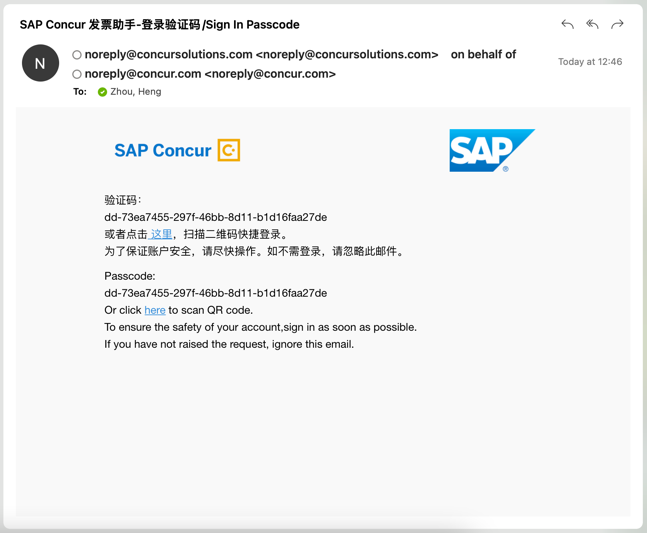 SAP Concur 发票助手-登录验证码/Sign In Passcode
N
noreply@concursolutions.com <noreply@concursolutions.com> on behalf of
noreply@concur.com <noreply@concur.com>
Today at 12:46
To: Zhou, Heng
SAP Concur C
SAP®
验证码：
dd-73ea7455-297f-46bb-8d11-b1d16faa27de
或者点击 这里，扫描二维码快捷登录。
为了保证账户安全，请尽快操作。如不需登录，请忽略此邮件。
Passcode:
dd-73ea7455-297f-46bb-8d11-b1d16faa27de
Or click here to scan QR code.
To ensure the safety of your account,sign in as soon as possible.
If you have not raised the request, ignore this email.